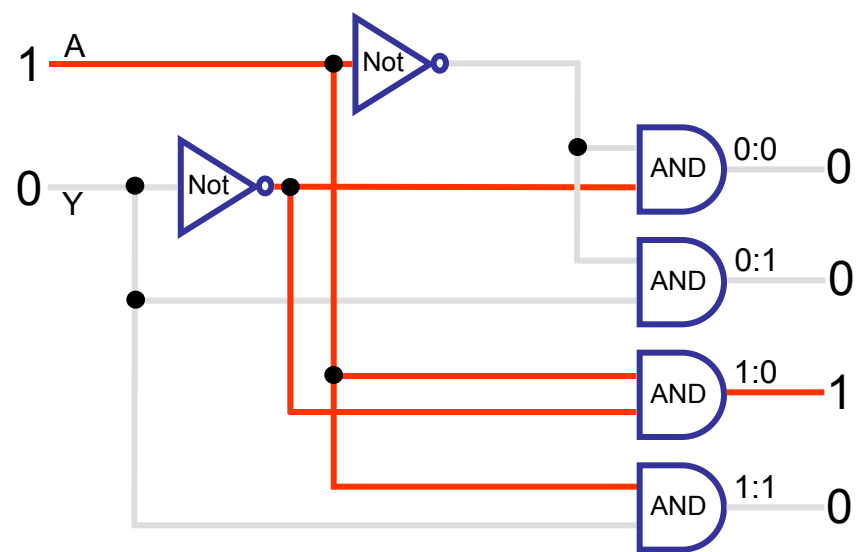 1 A
Not
0 Y
Not
AND 0:0 0
AND 0:1 0
AND 1:0 1
AND 1:1 0